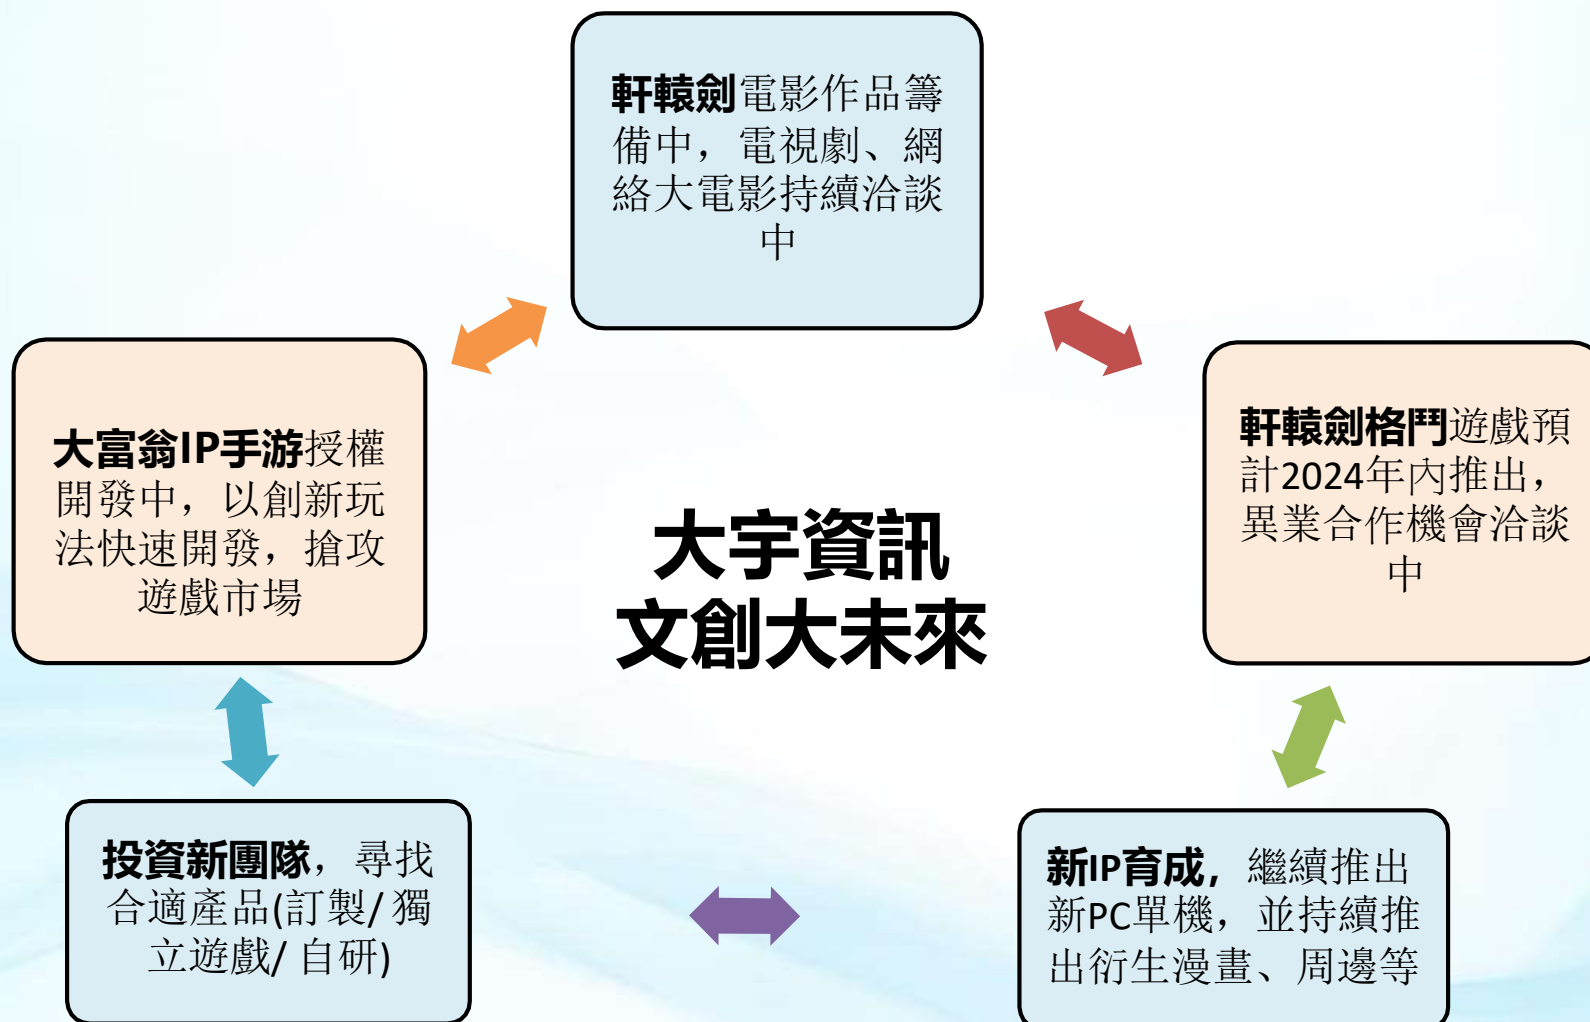 軒轅劍電影作品籌
備中，電視劇、網
絡大電影持續洽談
中
大富翁IP手游授權
開發中，以創新玩
法快速開發，搶攻
遊戲市場
軒轅劍格鬥遊戲預
計2024年內推出，
異業合作機會洽談
中
大宇資訊
文創大未來
投資新團隊，尋找
合適產品(訂製/ 獨
立遊戲/ 自研)
新IP育成，繼續推出
新PC單機，並持續推
出衍生漫畫、周邊等